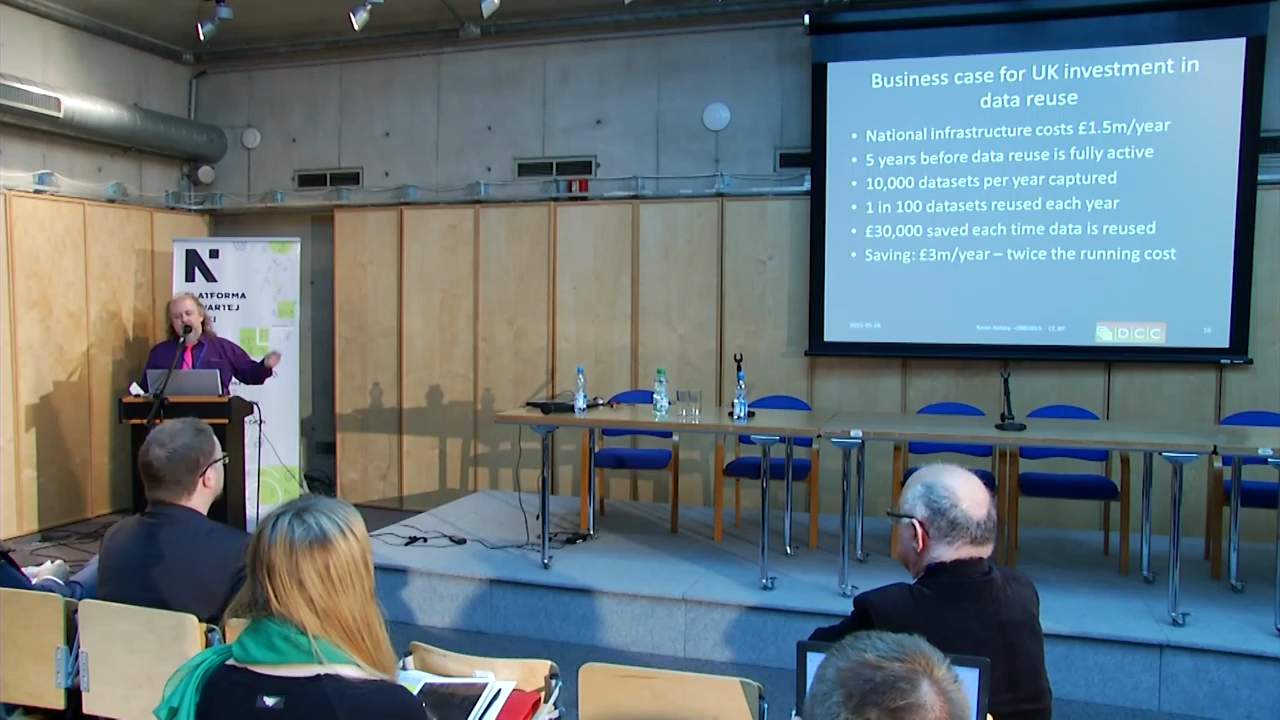 Business case for UK investment in
data reuse
• National infrastructure costs £1.5m/year
• 5 years before data reuse is fully active
• 10,000 datasets per year captured
• 1 in 100 datasets reused each year
• £30,000 saved each time data is reused
• Saving: £3m/year – twice the running cost
DCC
N